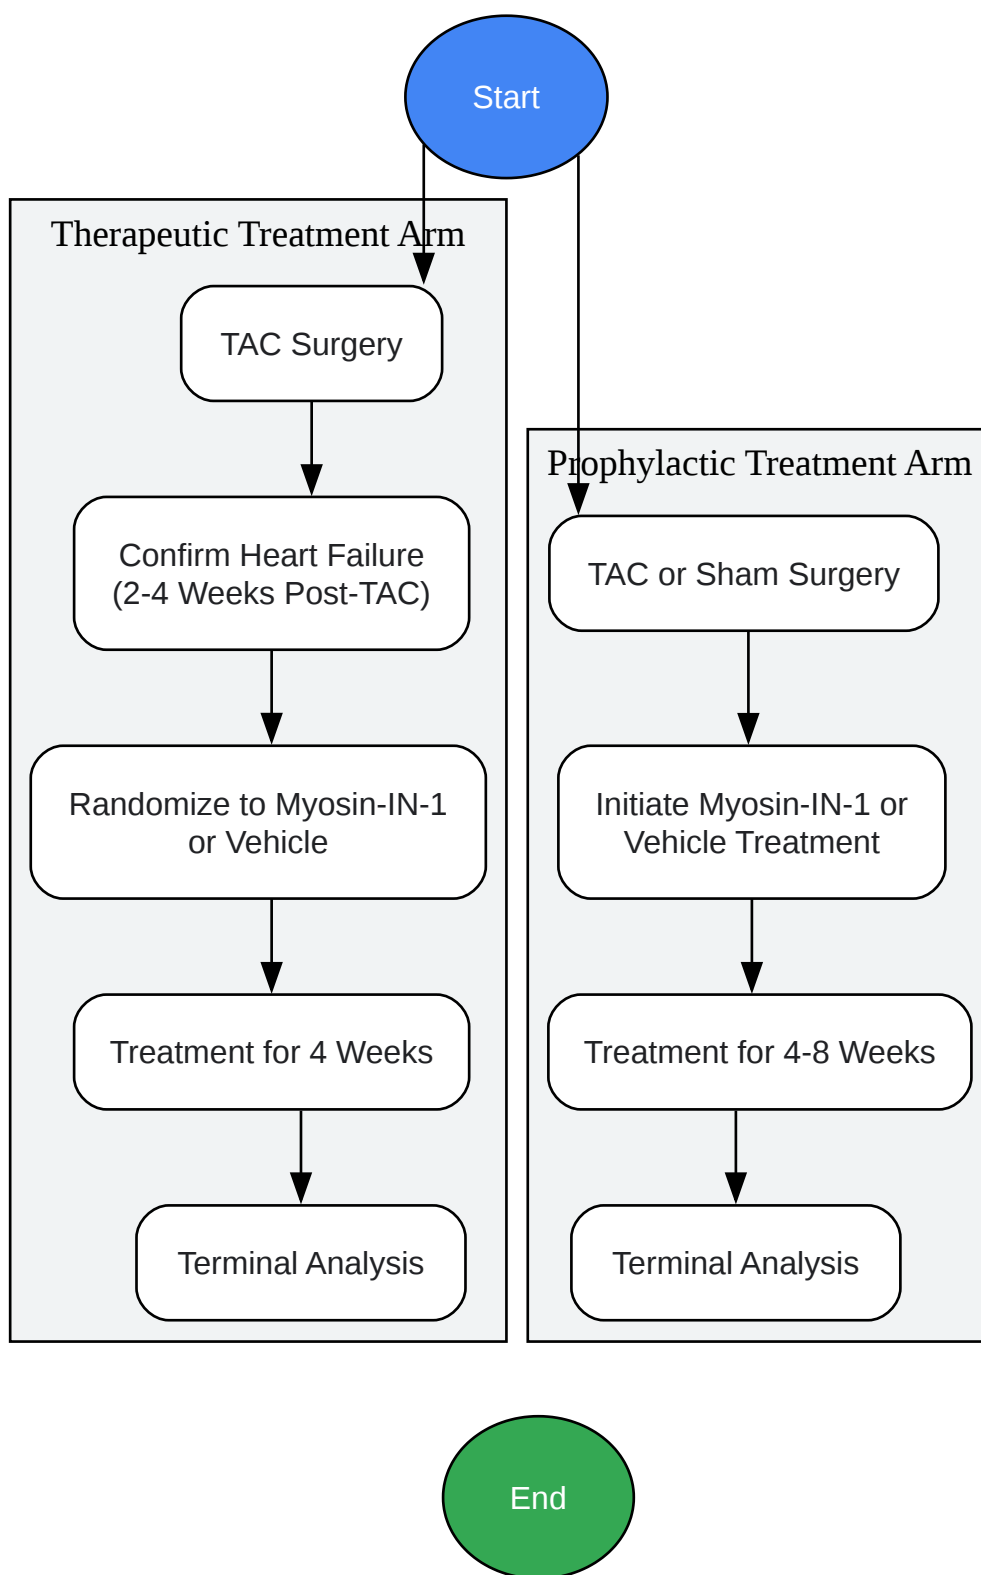 Start
Therapeutic Treatment Arm
TAC Surgery
Confirm Heart Failure
(2-4 Weeks Post-TAC)
Randomize to Myosin-IN-1
or Vehicle
Treatment for 4 Weeks
Terminal Analysis
Prophylactic Treatment Arm
TAC or Sham Surgery
Initiate Myosin-IN-1 or
Vehicle Treatment
Treatment for 4-8 Weeks
Terminal Analysis
End